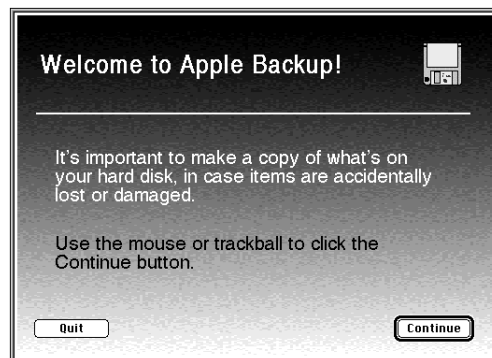 Welcome to Apple Backup!
It's important to make a copy of what's on
your hard disk, in case items are accidentally
lost or damaged.
Use the mouse or trackball to click the
Continue button.
Quit
Continue